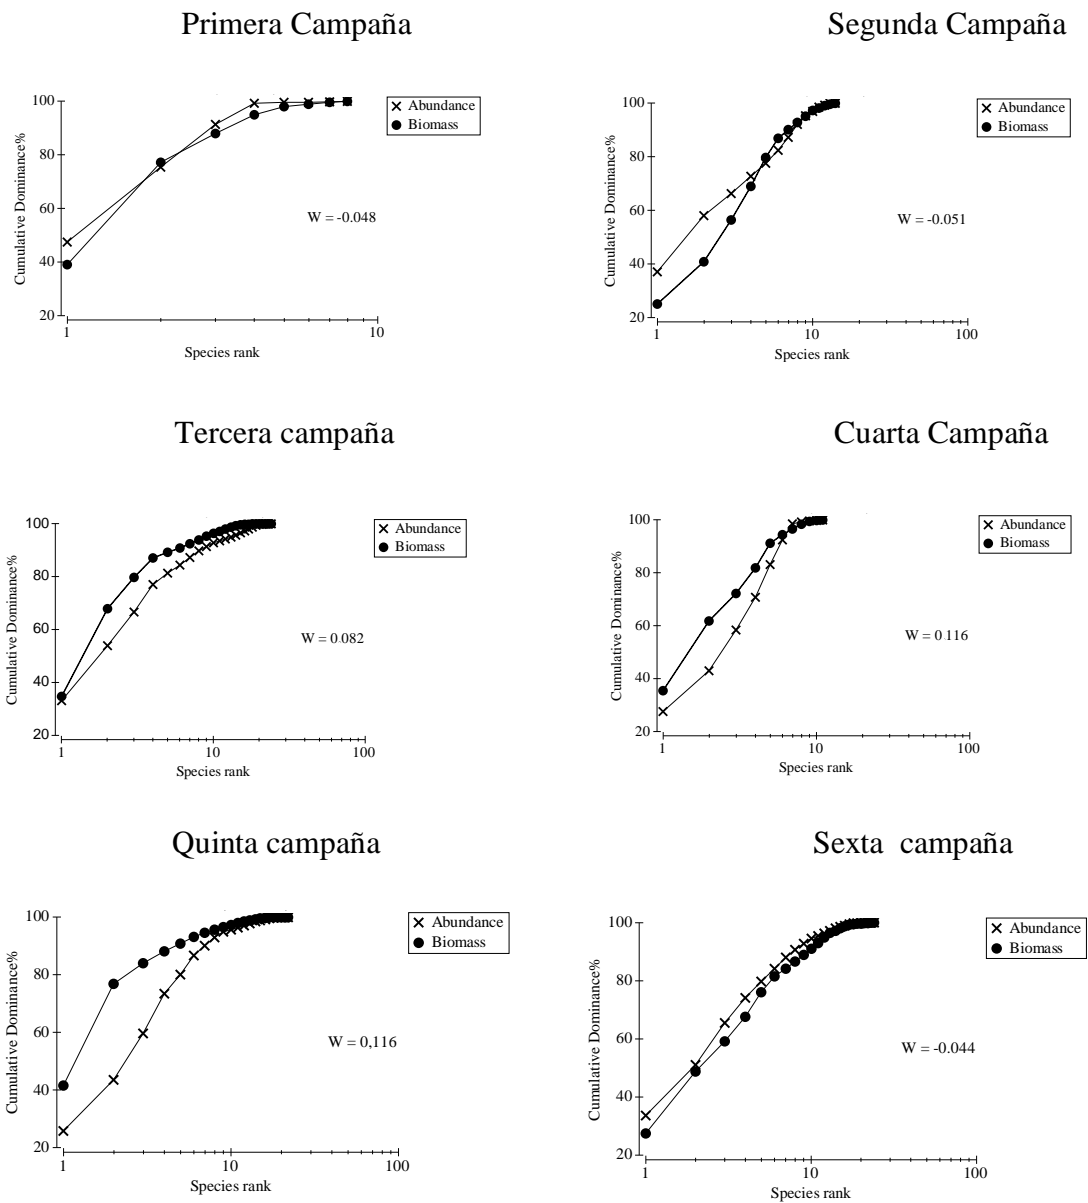 Primera Campaña
Segunda Campaña
100
80
60
40
20
Cumulative Dominance%
1
10
Species rank
Abundance
Biomass
W = -0.048
100
80
60
40
20
Cumulative Dominance%
1
10
100
Species rank
Abundance
Biomass
W = -0.051
Tercera campaña
Cuarta Campaña
100
80
60
40
20
Cumulative Dominance%
1
10
100
Species rank
Abundance
Biomass
W = 0.082
100
80
60
40
20
Cumulative Dominance%
1
10
100
Species rank
Abundance
Biomass
W = 0.116
Quinta campaña
Sexta campaña
100
80
60
40
20
Cumulative Dominance%
1
10
100
Species rank
Abundance
Biomass
W = 0,116
100
80
60
40
20
Cumulative Dominance%
1
10
100
Species rank
Abundance
Biomass
W = -0.044